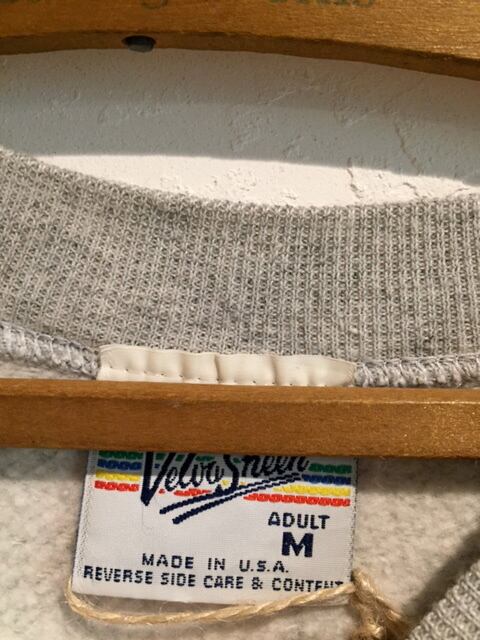 Velva Sheen
ADULT
M
MADE IN U.S.A.
REVERSE SIDE CARE & CONTENT